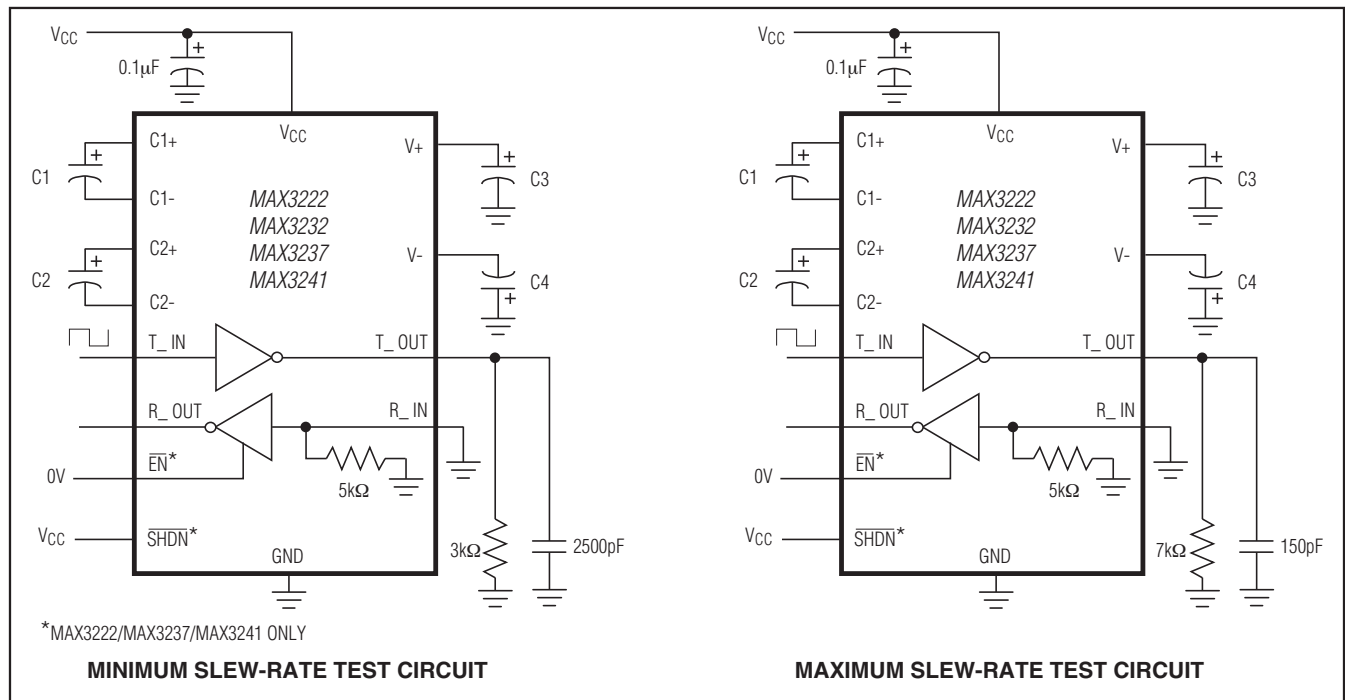 VCC
0.1µF
+
VCC
C1+
V+
C1
+
+
C3
C1-
MAX3222
MAX3232
MAX3237
MAX3241
C2+
V-
C2
+
C4
+
C2-
T_ IN
T_ OUT
R_ OUT
R_ IN
0V
EN*
5kΩ
VCC
SHDN*
GND
3kΩ
2500pF
*MAX3222/MAX3237/MAX3241 ONLY
MINIMUM SLEW-RATE TEST CIRCUIT
VCC
0.1µF
+
VCC
C1+
V+
C1
+
+
C3
C1-
MAX3222
MAX3232
MAX3237
MAX3241
C2+
V-
C2
+
C4
+
C2-
T_ IN
T_ OUT
R_ OUT
R_ IN
0V
EN*
5kΩ
VCC
SHDN*
GND
7kΩ
150pF
MAXIMUM SLEW-RATE TEST CIRCUIT